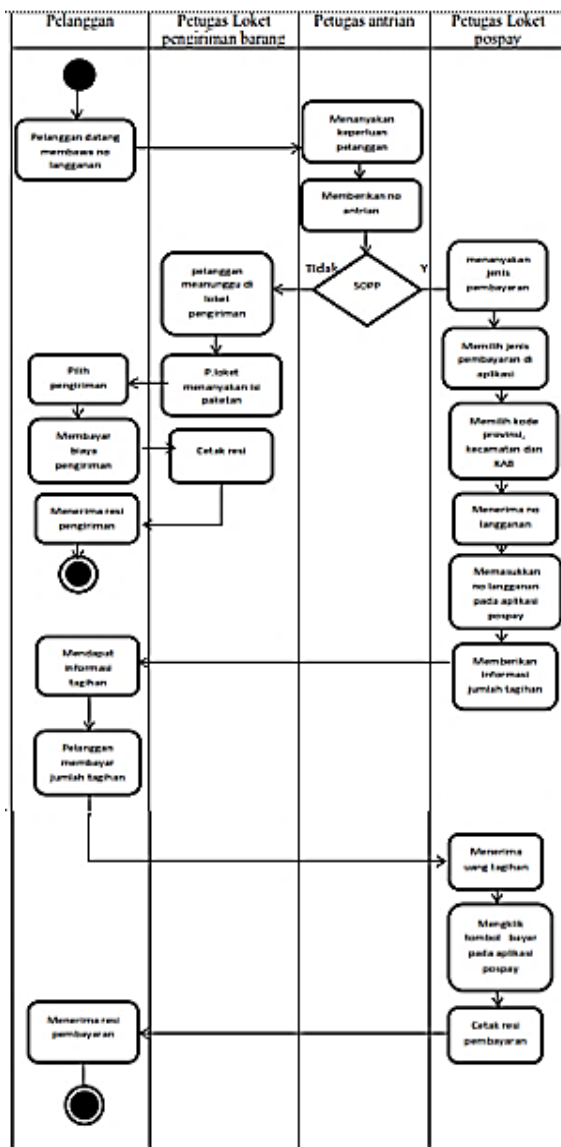 Pelanggan
Petugas Loket
pengiriman barang
Petugas antrian
Petugas Loket
pospay
Pelanggan datang
membawa no
langganan
Menanyakan
keperluan
pelanggan
Memberikan no
antrian
Tidak
SOPP
Y
menanyakan
jenis
pembayaran
pelanggan
meanunggu di
loket
pengiriman
Memilih jenis
pembayaran di
aplikasi
Pilih
pengiriman
P.loket
menanyakan isi
paketan
Memilih kode
provinsi,
kecamatan dan
KAB
Membayar
biaya
pengiriman
Cetak resi
Menerima resi
pengiriman
Menerima no
langganan
Memasukkan
no langganan
pada aplikasi
pospay
Mendapat
informasi
tagihan
Memberikan
informasi
jumlah tagihan
Pelanggan
membayar
jumlah tagihan
Menerima
uang tagihan
Mengklik
tombol bayar
pada aplikasi
pospay
Menerima resi
pembayaran
Cetak resi
pembayaran